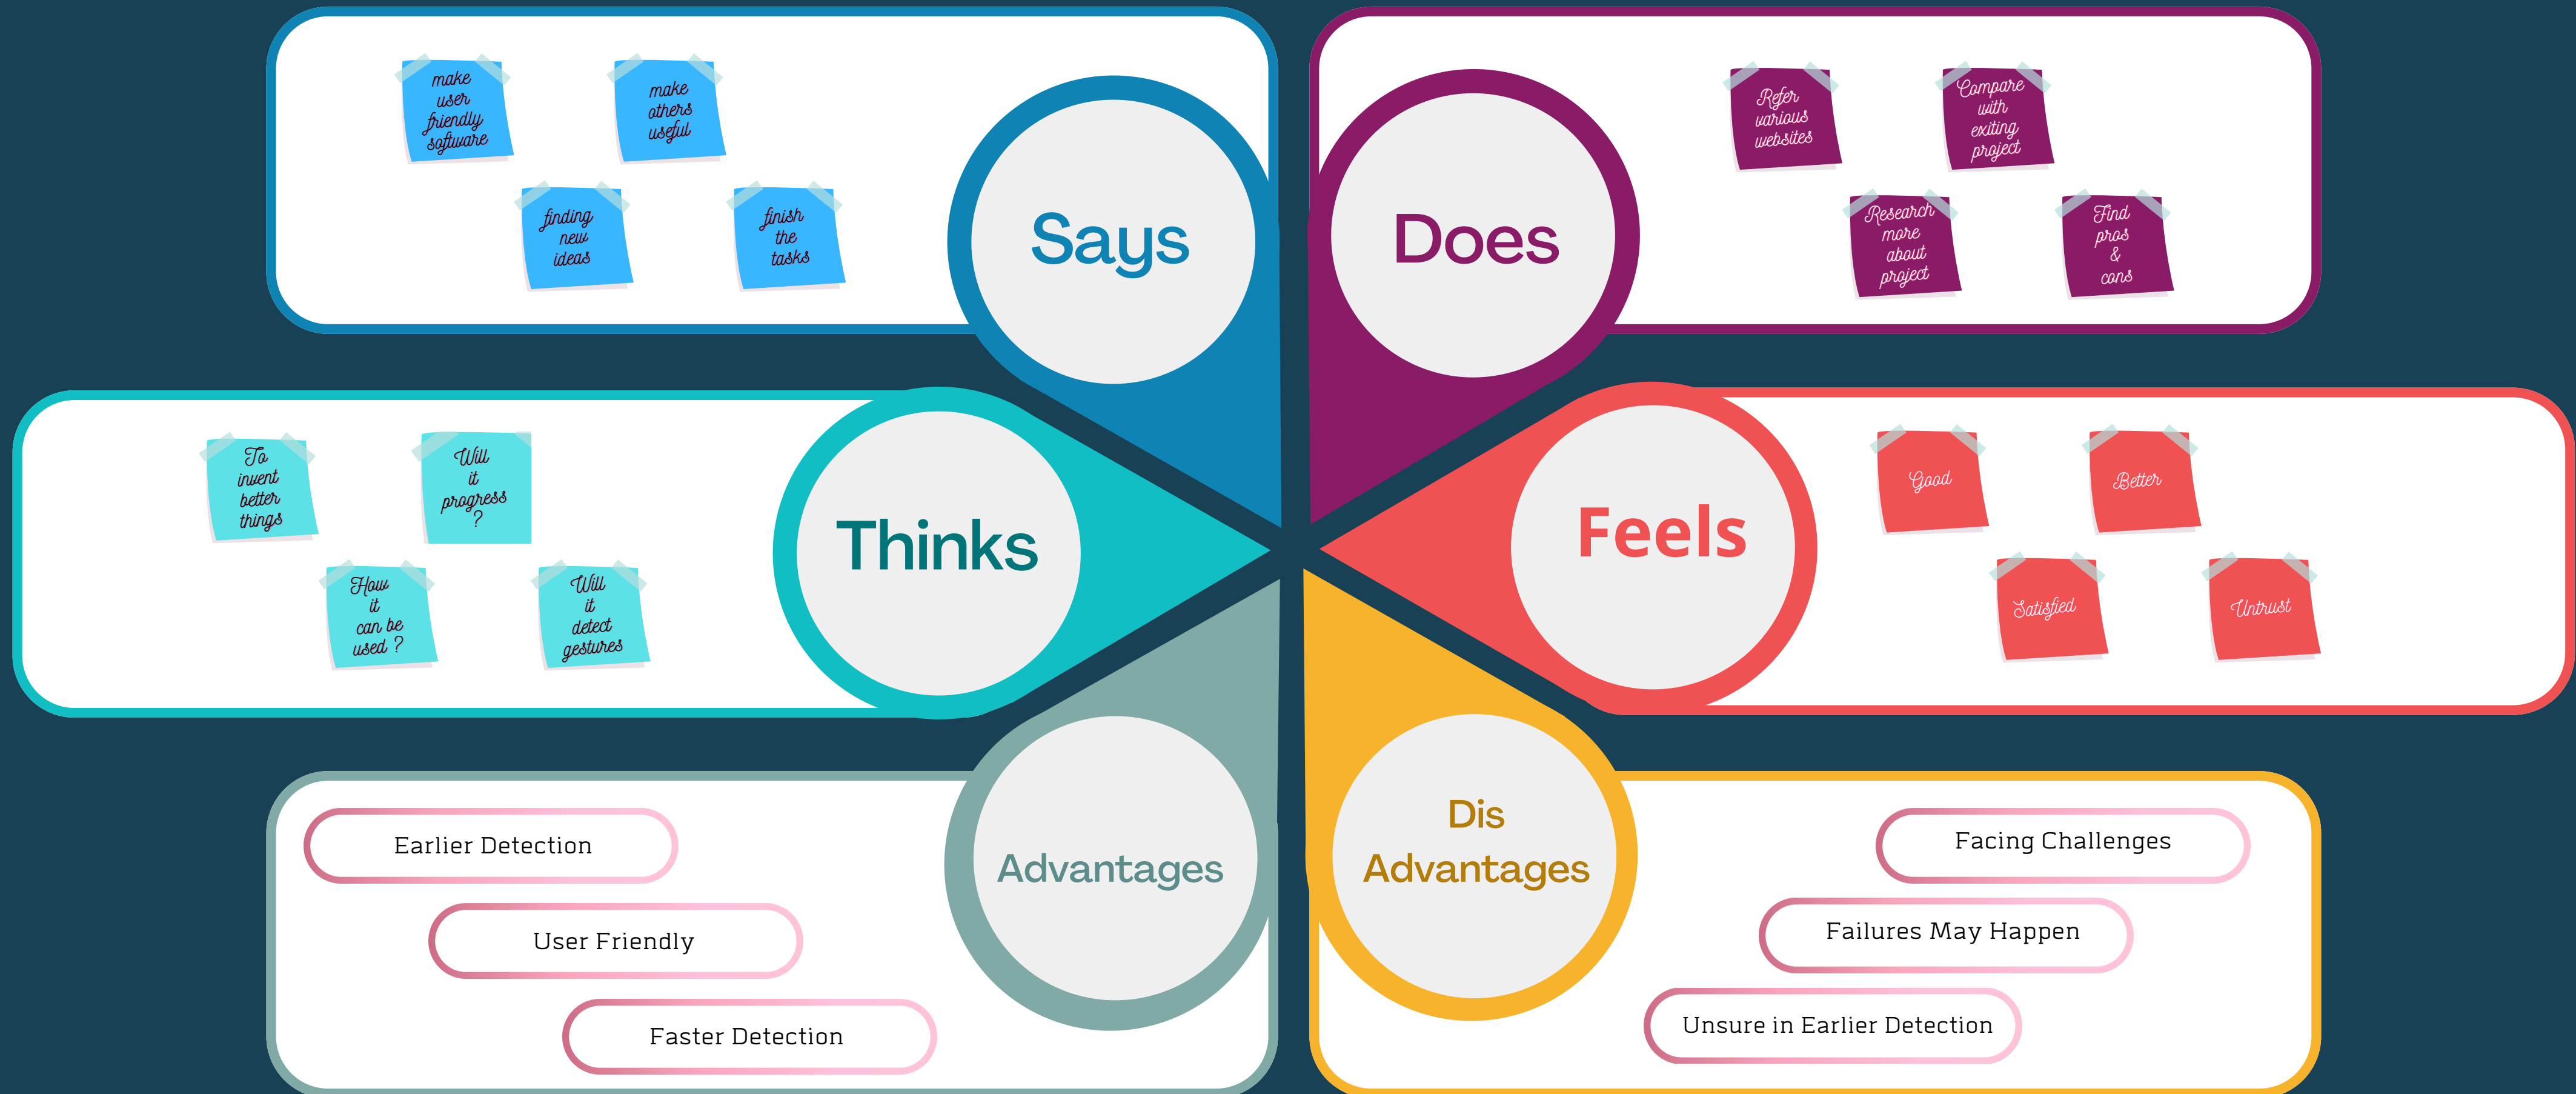 make
user
friendly
software
make
others
useful
finding
new
ideas
finish
the
tasks
Says
Does
Refer
various
websites
Compare
with
exiting
project
Research
more
about
project
Find
pros
&
cons
To
invent
better
things
Will
it
progress
?
How
it
can be
used ?
Will
it
detect
gestures
Thinks
Feels
Good
Better
Satisfied
Untrust
Earlier Detection
User Friendly
Faster Detection
Advantages
Dis
Advantages
Facing Challenges
Failures May Happen
Unsure in Earlier Detection